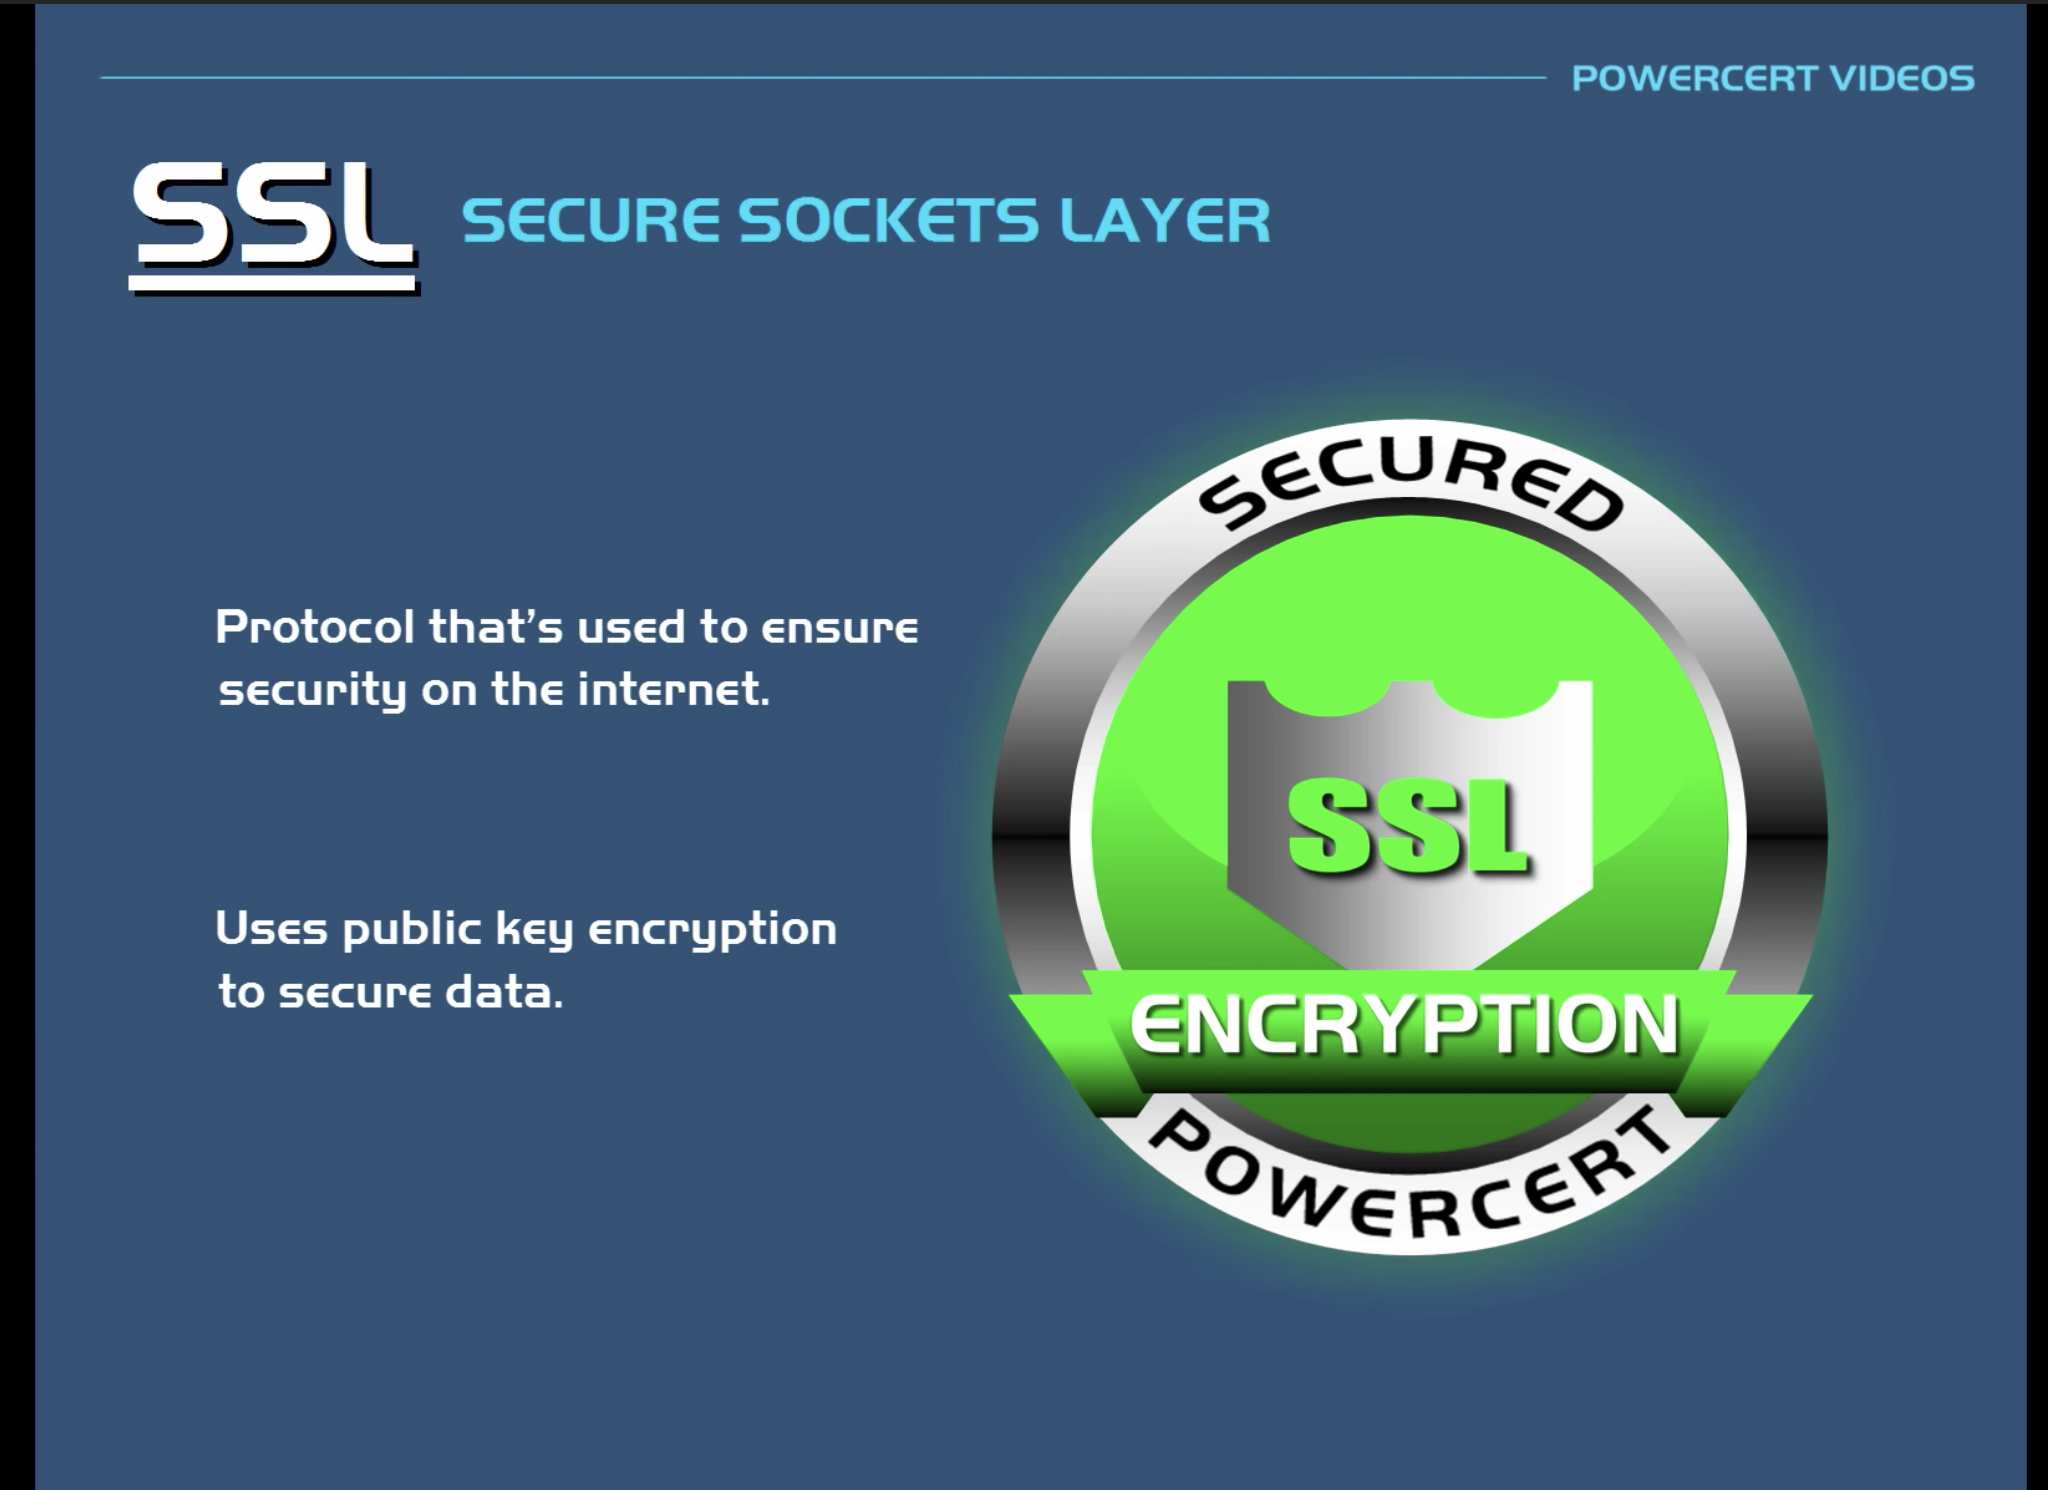 POWERCERT VIDEOS
SSL
SECURE SOCKETS LAYER
Protocol that's used to ensure
security on the internet.
Uses public key encryption
to secure data.
SECURED
SSL
ENCRYPTION
POWERCERT